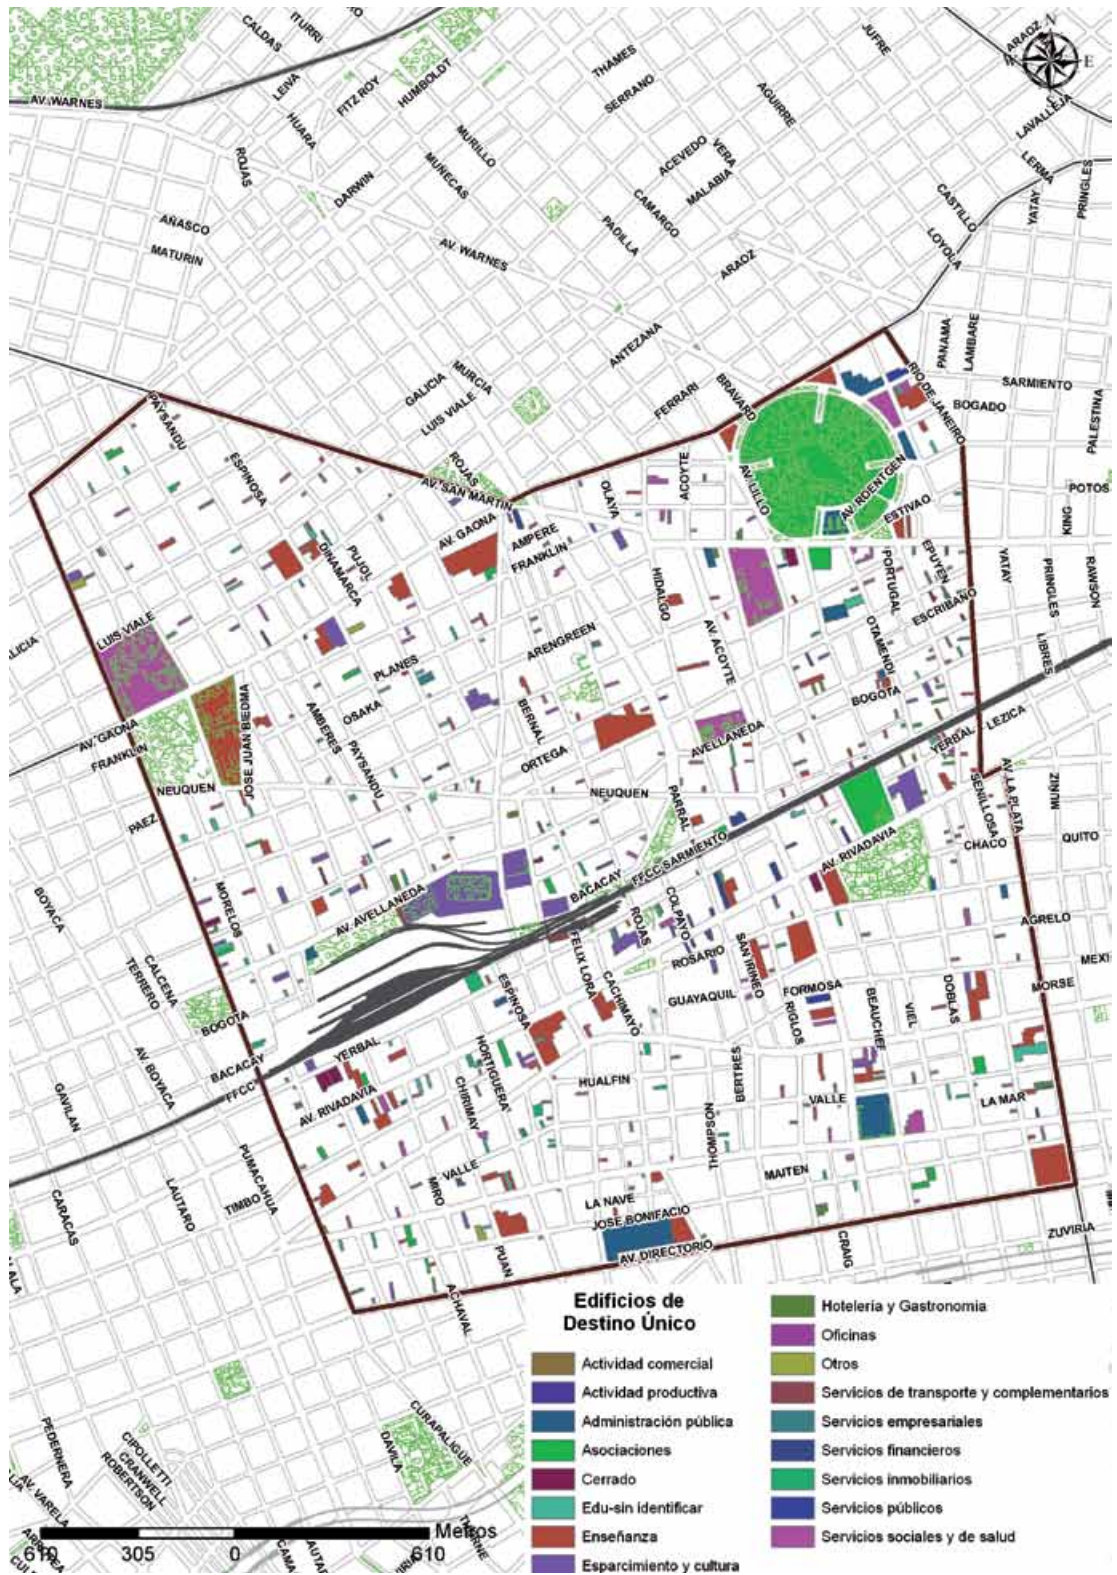 ITURRI
CALDAS
JUFRE
ARAOZ
N
W
E
THAMES
LEIVA
FITZ ROY
HUMBOLDT
SERRANO
AGUIRRE
AV. WARNES
LAVALLEJA
HUARA
MURILLO
ACEVEDO
VERA
ROJAS
MUÑECAS
LERMA
DARWIN
CAMARGO
MALABIA
CASTILLO
YATAY
PRINGLES
AÑASCO
PADILLA
MATURIN
AV. WARNES
ARAOZ
LOYOLA
ANTEZANA
PANAMA
LAMBARE
MURCIA
GALICIA
BRAVARD
RIO DE JANEIRO
SARMIENTO
LUIS VIALE
FERRARI
BOGADO
PAYSANDU
PALESTINA
ESPINOSA
ROJAS
ACOYTE
AV. LILLO
AV. ROENTGEN
AV. SAN MARTIN
OLAYA
POTOS
AV. GAONA
AMPERE
ESTIVAO
KING
PUJOL
DINAMARCA
FRANKLIN
HIDALGO
EPUYEN
PORTUGAL
YATAY
PRINGLES
RAWSON
ESCRIBANO
LUIS VIALE
AV. ACOYTE
OTAMENDI
LIBRES
ARENGREEN
PLANES
BOGOTA
AMBERES
OSAKA
BERNAL
AV. GAONA
FRANKLIN
JOSE JUAN BIEDMA
AVELLANEDA
YERBAL - LEZICA
PAYSANDU
ORTEGA
NEUQUEN
NEUQUEN
SENILLOSA
AV. LA PLATA
PARRAL
PAEZ
CHACO
QUITO
FFCC SARMIENTO
AV. RIVADAVIA
BACACAY
AV. AVELLANEDA
BOYACA
MORELOS
COLPAYO
ROJAS
AGRELO
FELIX LORA
ROSARIO
SAN IRINEO
CALCENA
TERRERO
MEXI
ESPINOSA
CACHIMAYO
GUAYAQUIL
FORMOSA
DOBLAS
MORSE
BEAUCHEF
VIEL
RIGLOS
BOGOTA
YERBAL
HORTIGUERA
BACACAY
AV. BOYACA
BERTRES
HUALFIN
FFCC
CHIRIMAY
GAVILAN
AV. RIVADAVIA
VALLE
LA MAR
THOMPSON
PUMACAHUA
VALLE
MAITEN
MIRO
LAUTARO
CARACAS
TIMBO
LA NAVE
JOSE BONIFACIO
CRAIG
ZUVIRIA
PUAN
AV. DIRECTORIO
ACHAVAL
Edificios de
Destino Único
Actividad comercial
Actividad productiva
Administración pública
Asociaciones
Cerrado
Edu-sin identificar
Enseñanza
Esparcimiento y cultura
Hotelería y Gastronomia
Oficinas
Otros
Servicios de transporte y complementarios
Servicios empresariales
Servicios financieros
Servicios inmobiliarios
Servicios públicos
Servicios sociales y de salud
CURAPALIGUE
DAVILA
PEDERNERA
CIPOLLETTI
CRANWELL
ROBERTSON
AV. VARELA
Metros
610 305 0 610